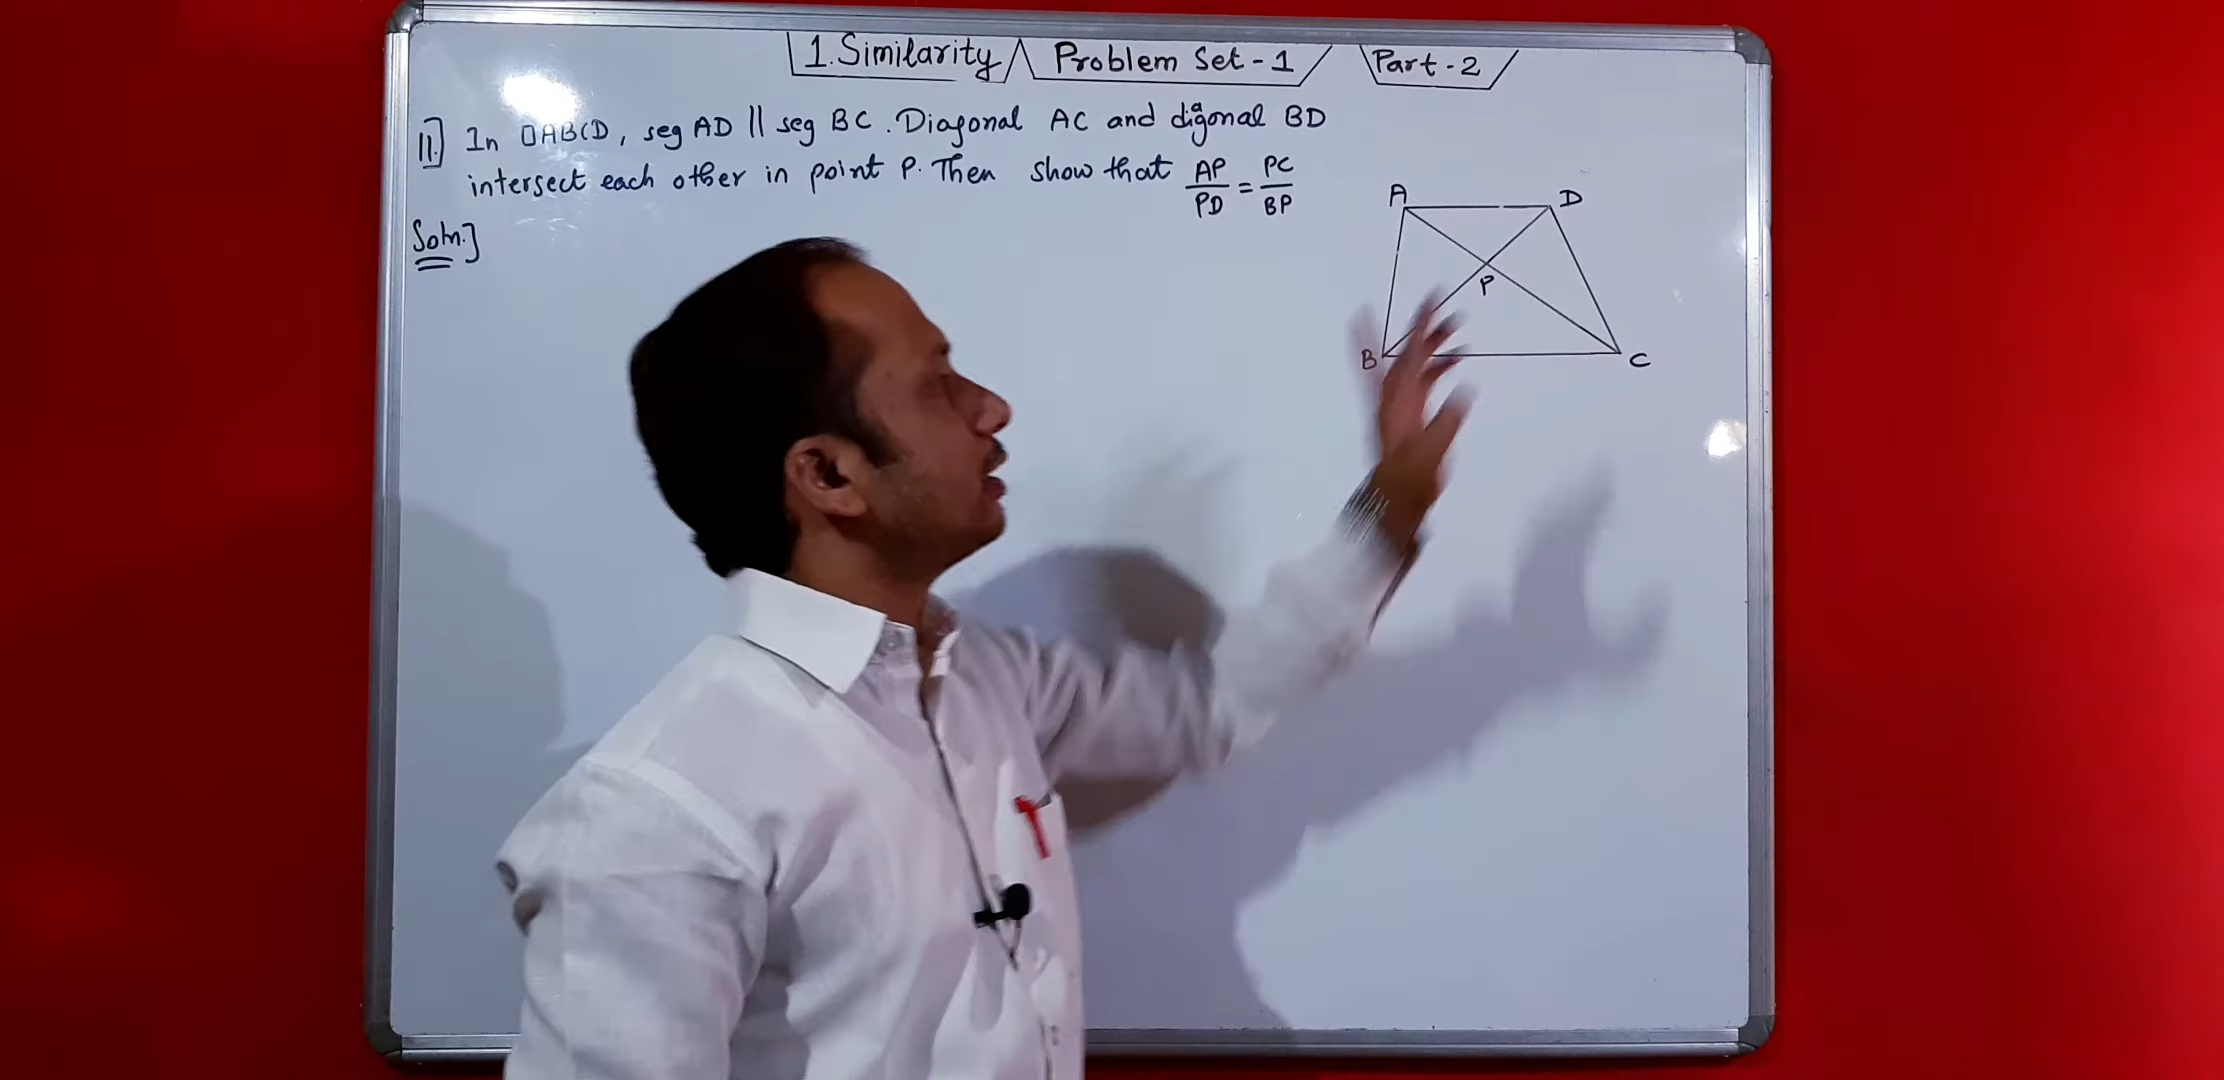 1. Similarity Problem Set - 1 Part - 2
11] In □ABCD, seg AD || seg BC. Diagonal AC and digonal BD
intersect each other in point P. Then show that AP/PD = PC/BP
Soln.]
A D
P
B C